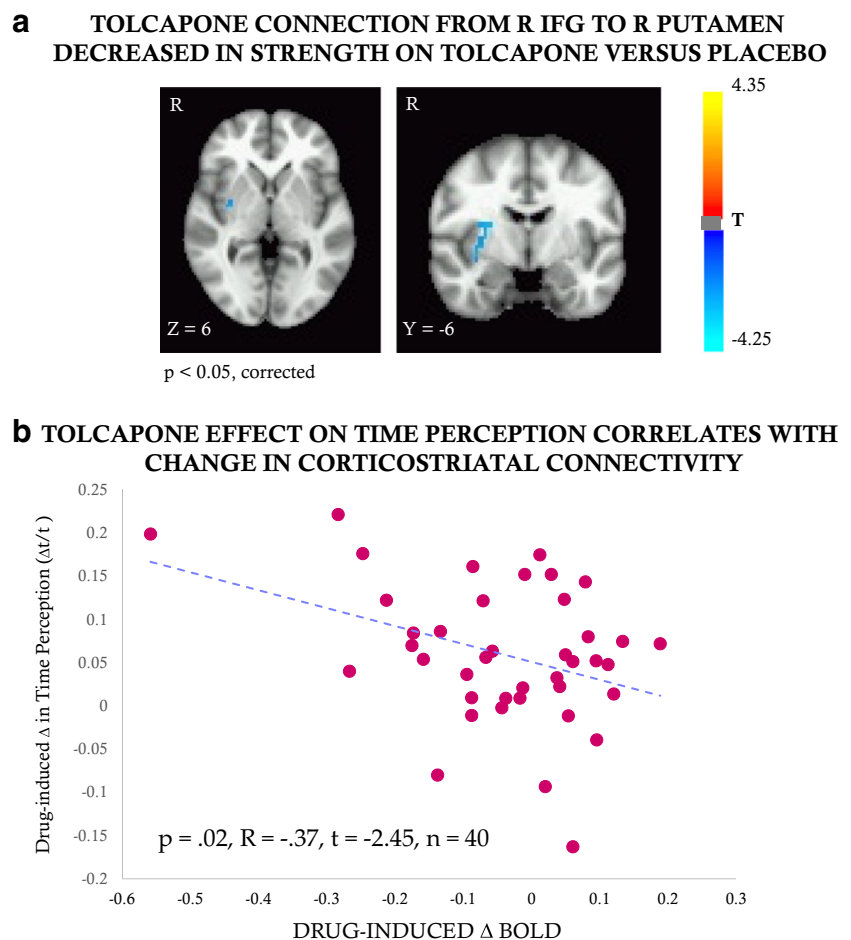 a TOLCAPONE CONNECTION FROM R IFG TO R PUTAMEN
DECREASED IN STRENGTH ON TOLCAPONE VERSUS PLACEBO
R
R
4.35
T
-4.25
Z = 6
Y = -6
p < 0.05, corrected
b TOLCAPONE EFFECT ON TIME PERCEPTION CORRELATES WITH
CHANGE IN CORTICOSTRIATAL CONNECTIVITY
Drug-induced Δ in Time Perception (Δt/t )
0.25
0.2
0.15
0.1
0.05
0
-0.05
-0.1
-0.15
-0.2
p = .02, R = -.37, t = -2.45, n = 40
-0.6 -0.5 -0.4 -0.3 -0.2 -0.1 0 0.1 0.2 0.3
DRUG-INDUCED Δ BOLD